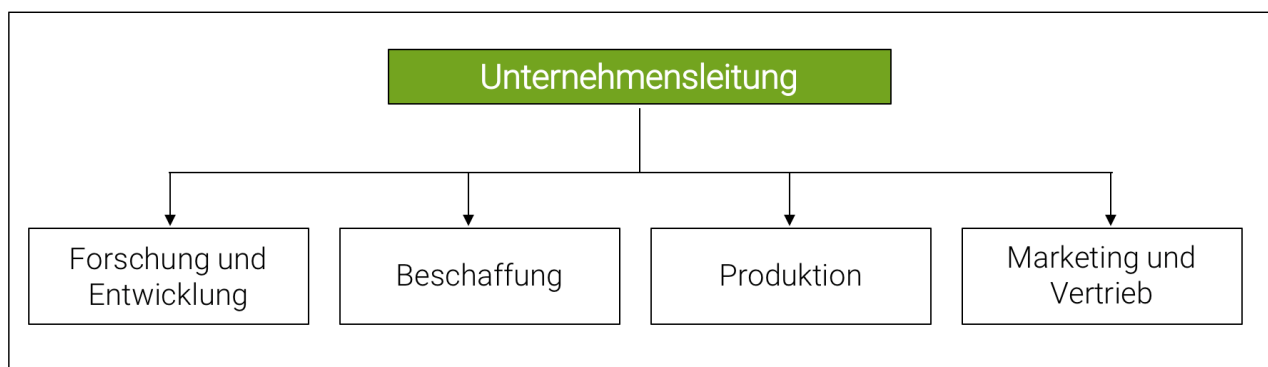 Unternehmensleitung
Forschung und
Entwicklung
Beschaffung
Produktion
Marketing und
Vertrieb